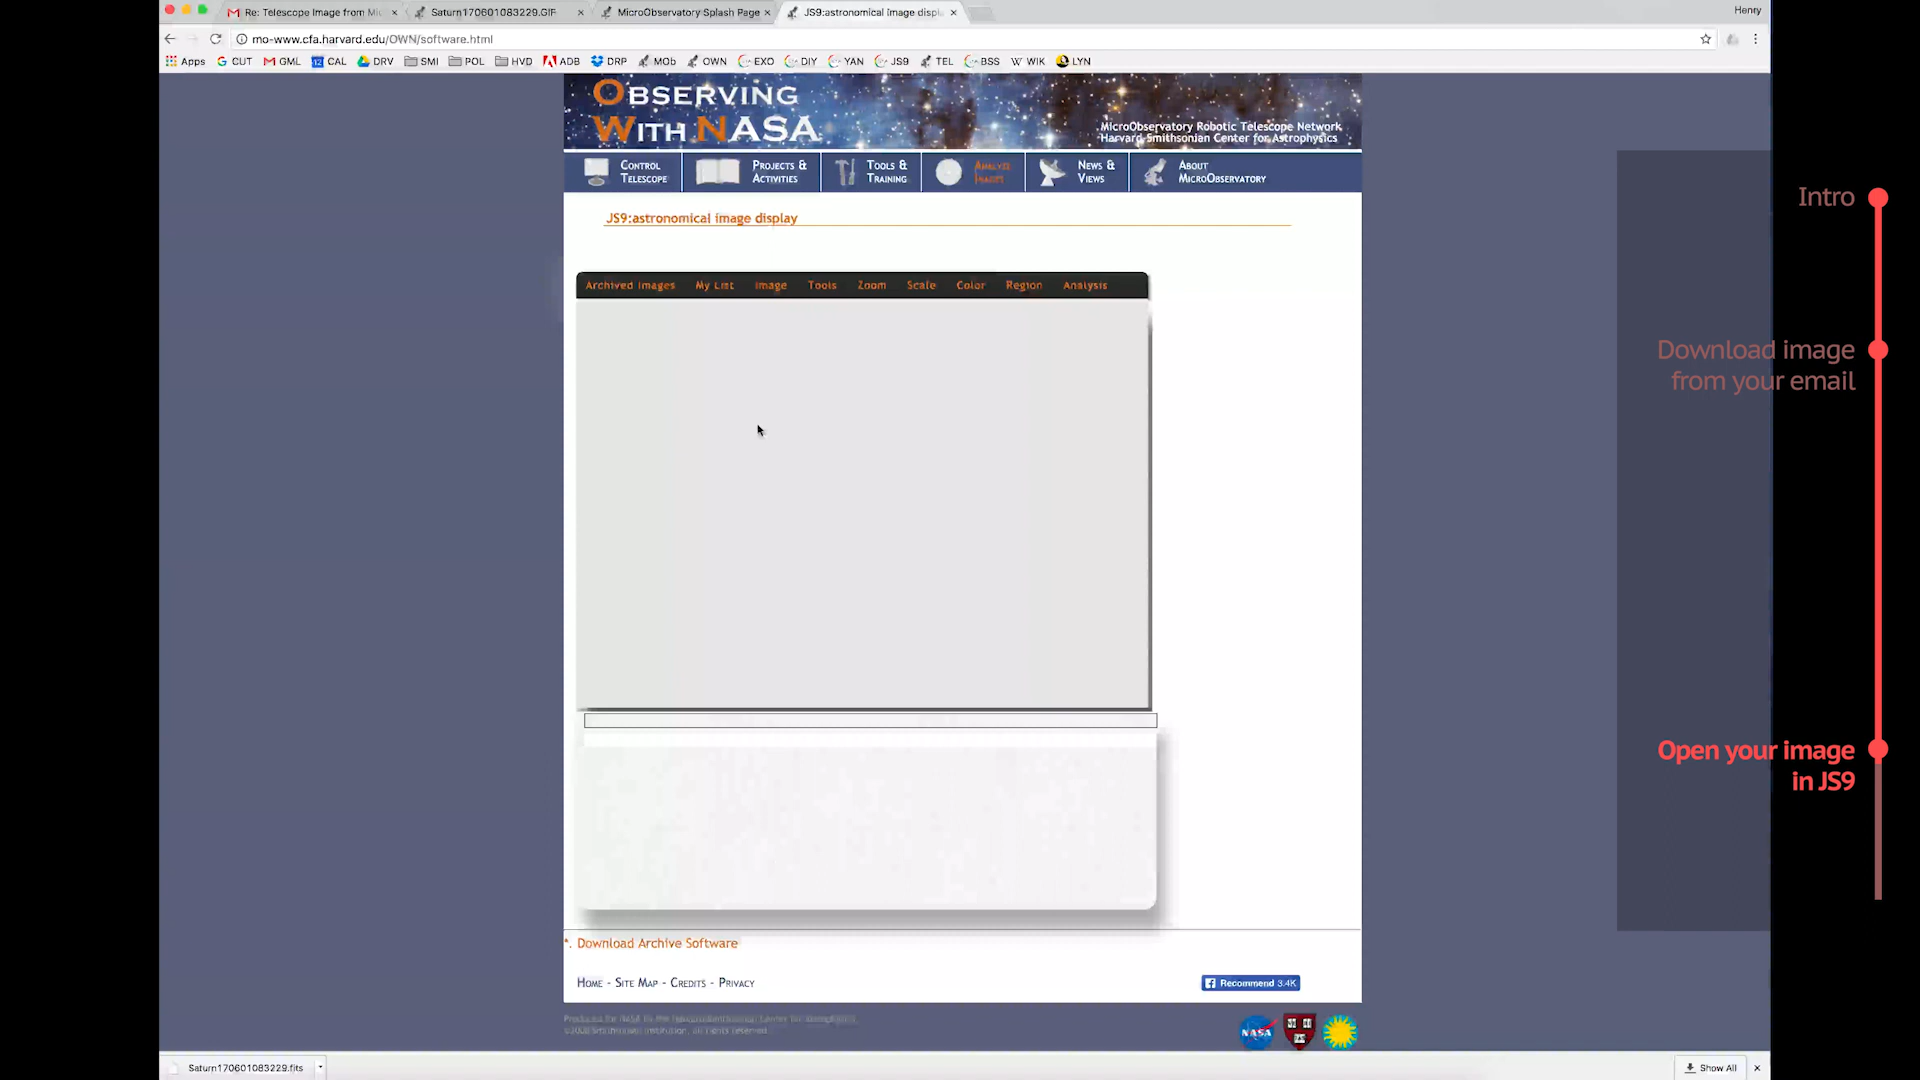 Re: Telescope Image from Mic
Saturn170601083229.GIF
MicroObservatory Splash Page
JS9:astronomical image displ
Henry
mo-www.cfa.harvard.edu/OWN/software.html
Apps CUT GML CAL DRV SMI POL HVD ADB DRP MOb OWN EXO DIY YAN JS9 TEL BSS WIK LYN
OBSERVING
WITH NASA
MicroObservatory Robotic Telescope Network
Harvard-Smithsonian Center for Astrophysics
CONTROL
TELESCOPE
PROJECTS &
ACTIVITIES
TOOLS &
TRAINING
ANALYZE
IMAGES
NEWS &
VIEWS
ABOUT
MICROOBSERVATORY
JS9:astronomical image display
Archived Images My List Image Tools Zoom Scale Color Region Analysis
*. Download Archive Software
HOME - SITE MAP - CREDITS - PRIVACY
Recommend 3.4K
NASA
Saturn170601083229.fits
Show All
Intro
Download image
from your email
Open your image
in JS9